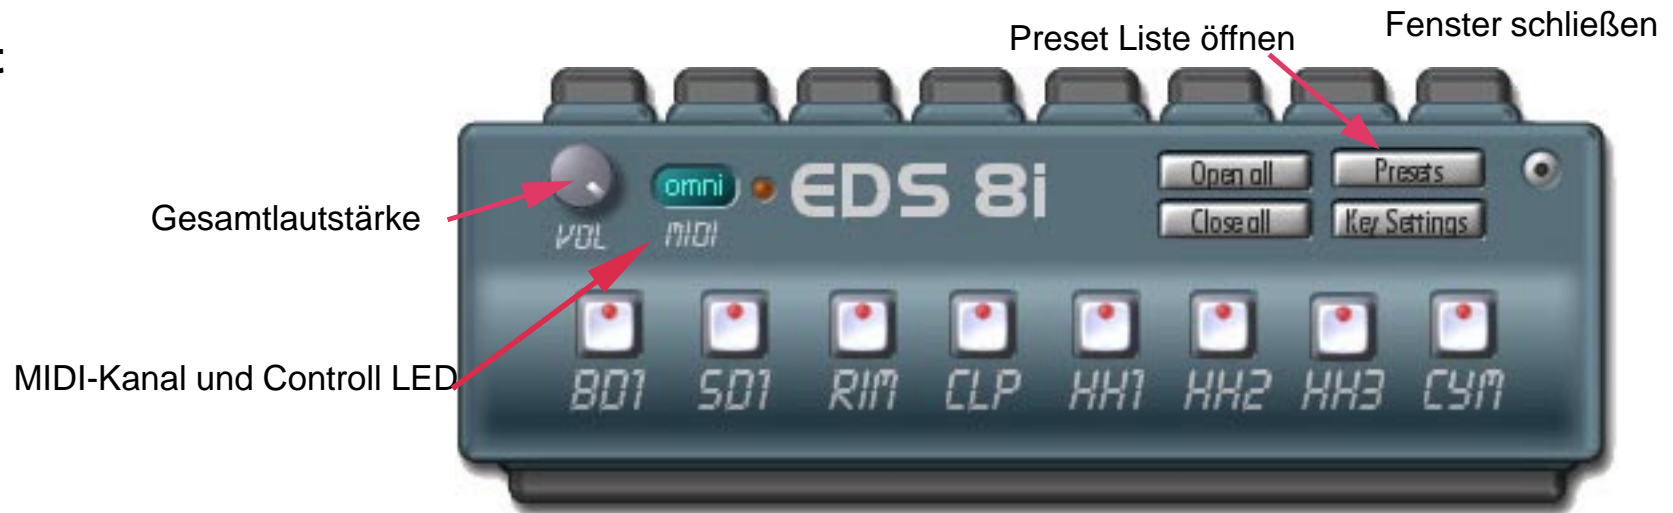 Fenster schließen
Preset Liste öffnen
omni EDS 8i Open all Presets
Gesamtlautstärke
VOL MIDI Close all Key Settings
MIDI-Kanal und Controll LED
BD1 SD1 RIM CLP HH1 HH2 HH3 CYM